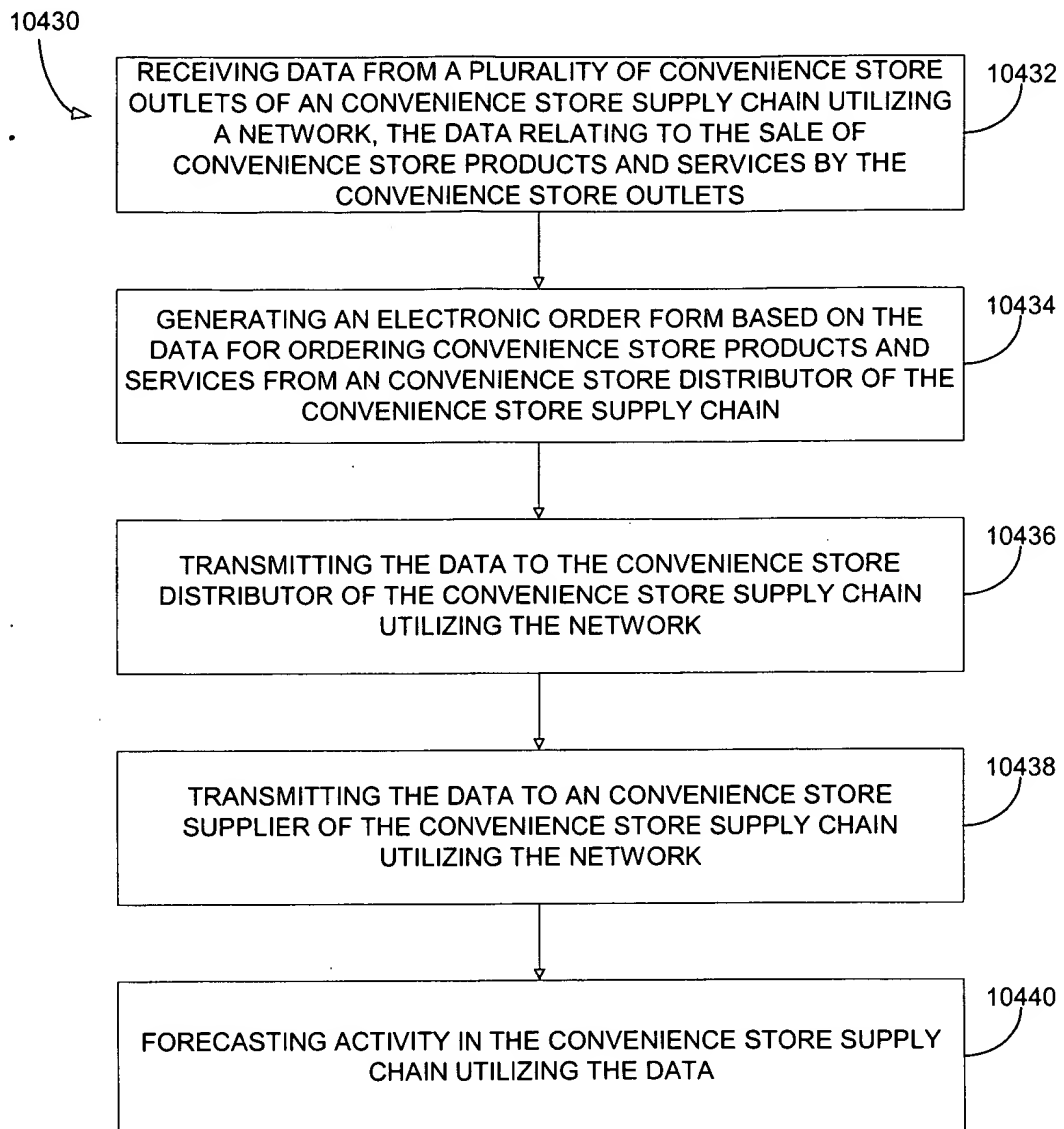 10430
RECEIVING DATA FROM A PLURALITY OF CONVENIENCE STORE
OUTLETS OF AN CONVENIENCE STORE SUPPLY CHAIN UTILIZING
A NETWORK, THE DATA RELATING TO THE SALE OF
CONVENIENCE STORE PRODUCTS AND SERVICES BY THE
CONVENIENCE STORE OUTLETS
10432
GENERATING AN ELECTRONIC ORDER FORM BASED ON THE
DATA FOR ORDERING CONVENIENCE STORE PRODUCTS AND
SERVICES FROM AN CONVENIENCE STORE DISTRIBUTOR OF THE
CONVENIENCE STORE SUPPLY CHAIN
10434
TRANSMITTING THE DATA TO THE CONVENIENCE STORE
DISTRIBUTOR OF THE CONVENIENCE STORE SUPPLY CHAIN
UTILIZING THE NETWORK
10436
TRANSMITTING THE DATA TO AN CONVENIENCE STORE
SUPPLIER OF THE CONVENIENCE STORE SUPPLY CHAIN
UTILIZING THE NETWORK
10438
FORECASTING ACTIVITY IN THE CONVENIENCE STORE SUPPLY
CHAIN UTILIZING THE DATA
10440